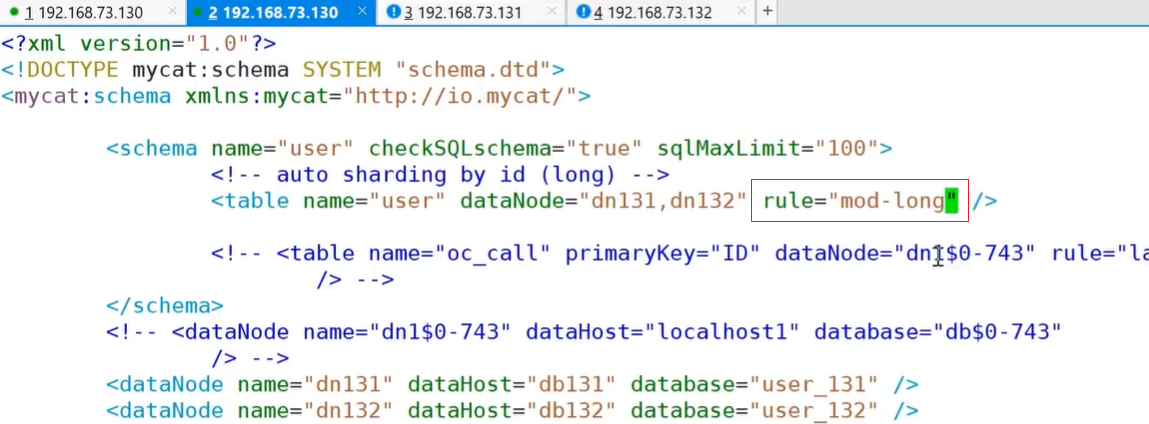 1 192.168.73.130 × 2 192.168.73.130 × 3 192.168.73.131 × 4 192.168.73.132 × +
<?xml version="1.0"?>
<!DOCTYPE mycat:schema SYSTEM "schema.dtd">
<mycat:schema xmlns:mycat="http://io.mycat/">
<schema name="user" checkSQLschema="true" sqlMaxLimit="100">
<!-- auto sharding by id (long) -->
<table name="user" dataNode="dn131,dn132" rule="mod-long" />
<!-- <table name="oc_call" primaryKey="ID" dataNode="dn1$0-743" rule="la
/> -->
</schema>
<!-- <dataNode name="dn1$0-743" dataHost="localhost1" database="db$0-743"
/> -->
<dataNode name="dn131" dataHost="db131" database="user_131" />
<dataNode name="dn132" dataHost="db132" database="user_132" />